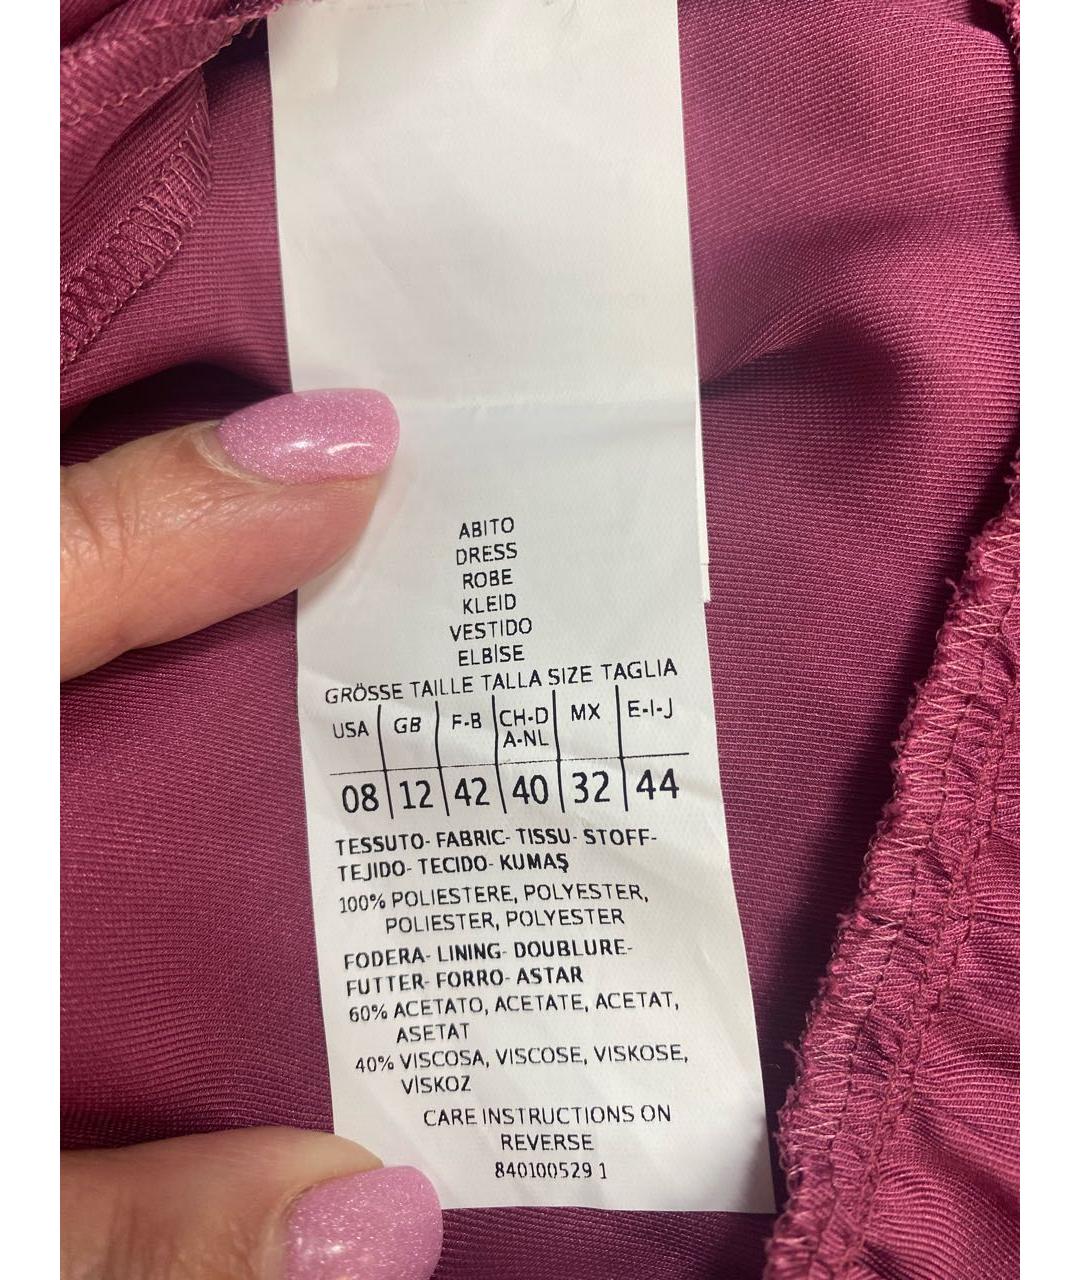 ABITO
DRESS
ROBE
KLEID
VESTIDO
ELBİSE
GRÖSSE TAILLE TALLA SIZE TAGLIA
USA GB F-B CH-D A-NL MX E-I-J
08 12 42 40 32 44
TESSUTO- FABRIC- TISSU- STOFF-
TEJIDO- TECIDO- KUMAŞ
100% POLIESTERE, POLYESTER,
POLIESTER, POLYESTER
FODERA- LINING- DOUBLURE-
FUTTER- FORRO- ASTAR
60% ACETATO, ACETATE, ACETAT,
ASETAT
40% VISCOSA, VISCOSE, VISKOSE,
VİSKOZ
CARE INSTRUCTIONS ON
REVERSE
840100529 1